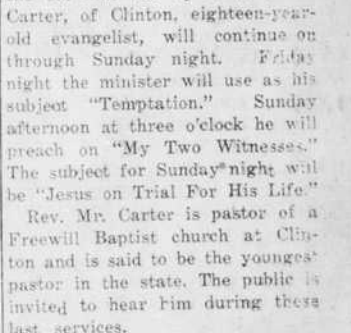 Carter, of Clinton, eighteen-year-
old evangelist, will continue on
through Sunday night. Friday
night the minister will use as his
subject "Temptation." Sunday
afternoon at three o'clock he will
preach on "My Two Witnesses."
The subject for Sunday night will
be "Jesus on Trial For His Life."
Rev. Mr. Carter is pastor of a
Freewill Baptist church at Clin-
ton and is said to be the youngest
pastor in the state. The public is
invited to hear him during these
last services.